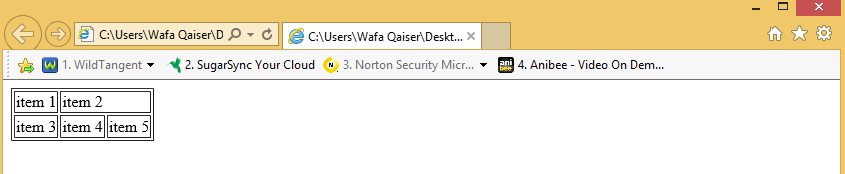 C:\Users\Wafa Qaiser\D
C:\Users\Wafa Qaiser\Deskt...
1. WildTangent 2. SugarSync Your Cloud 3. Norton Security Micr... 4. Anibee - Video On Dem...
item 1 item 2
item 3 item 4 item 5